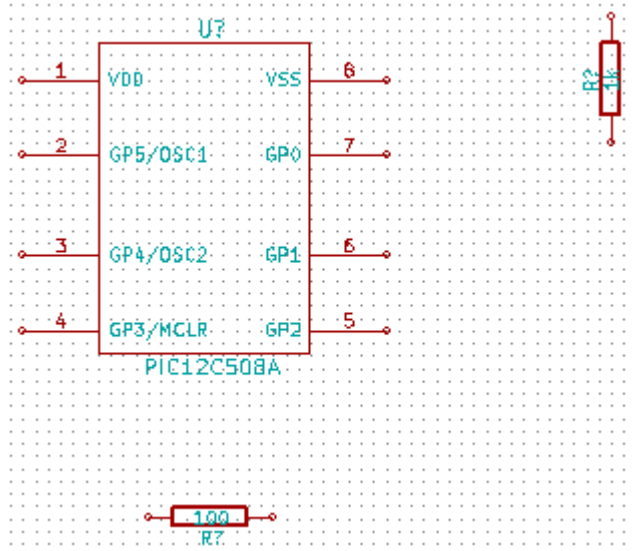 U?
1 VDD VSS 8
2 GP5/OSC1 GP0 7
3 GP4/OSC2 GP1 6
4 GP3/MCLR GP2 5
PIC12C508A
R? 1k
100
R?